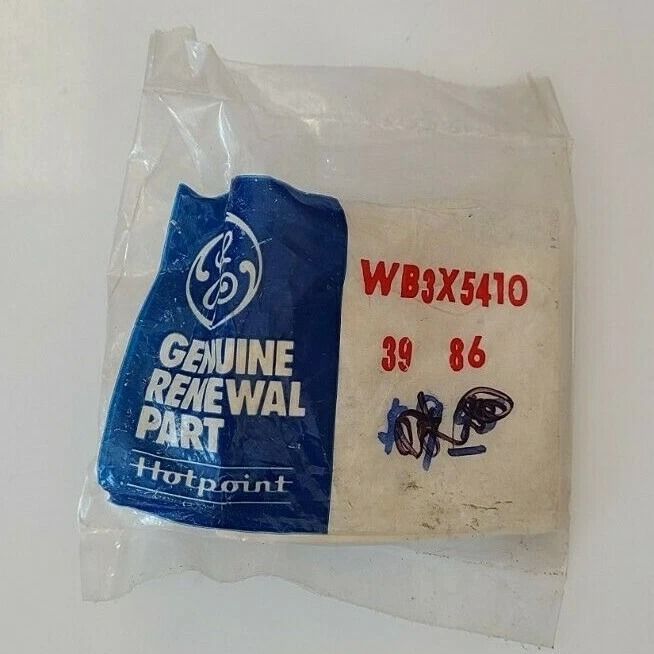 GENUINE
RENEWAL
PART
Hotpoint
WB3X5410
39 86